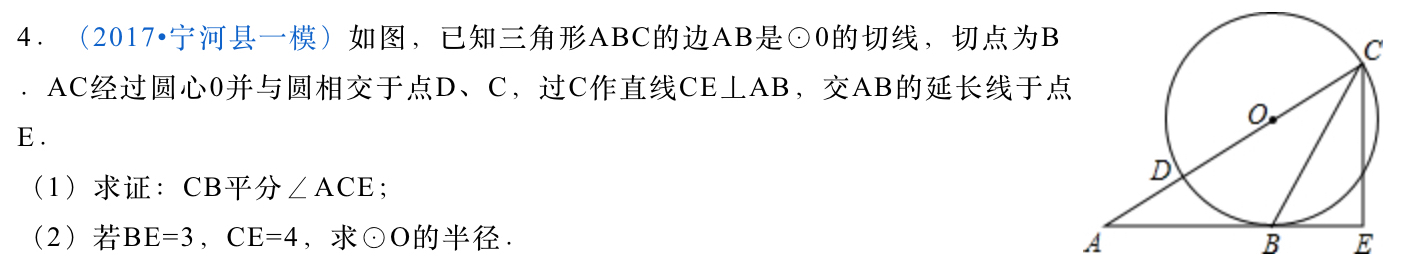 4. （2017•宁河县一模）如图，已知三角形ABC的边AB是⊙0的切线，切点为B
．AC经过圆心0并与圆相交于点D、C，过C作直线CE⊥AB，交AB的延长线于点
E．
（1）求证：CB平分∠ACE；
（2）若BE=3，CE=4，求⊙O的半径．
C
O
D
A
B
E